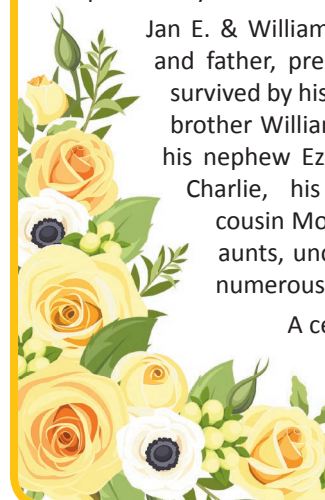 Jan E. & William
and father, pre
survived by his
brother William
his nephew Ez
Charlie, his
cousin Mo
aunts, unc
numerous
A ce